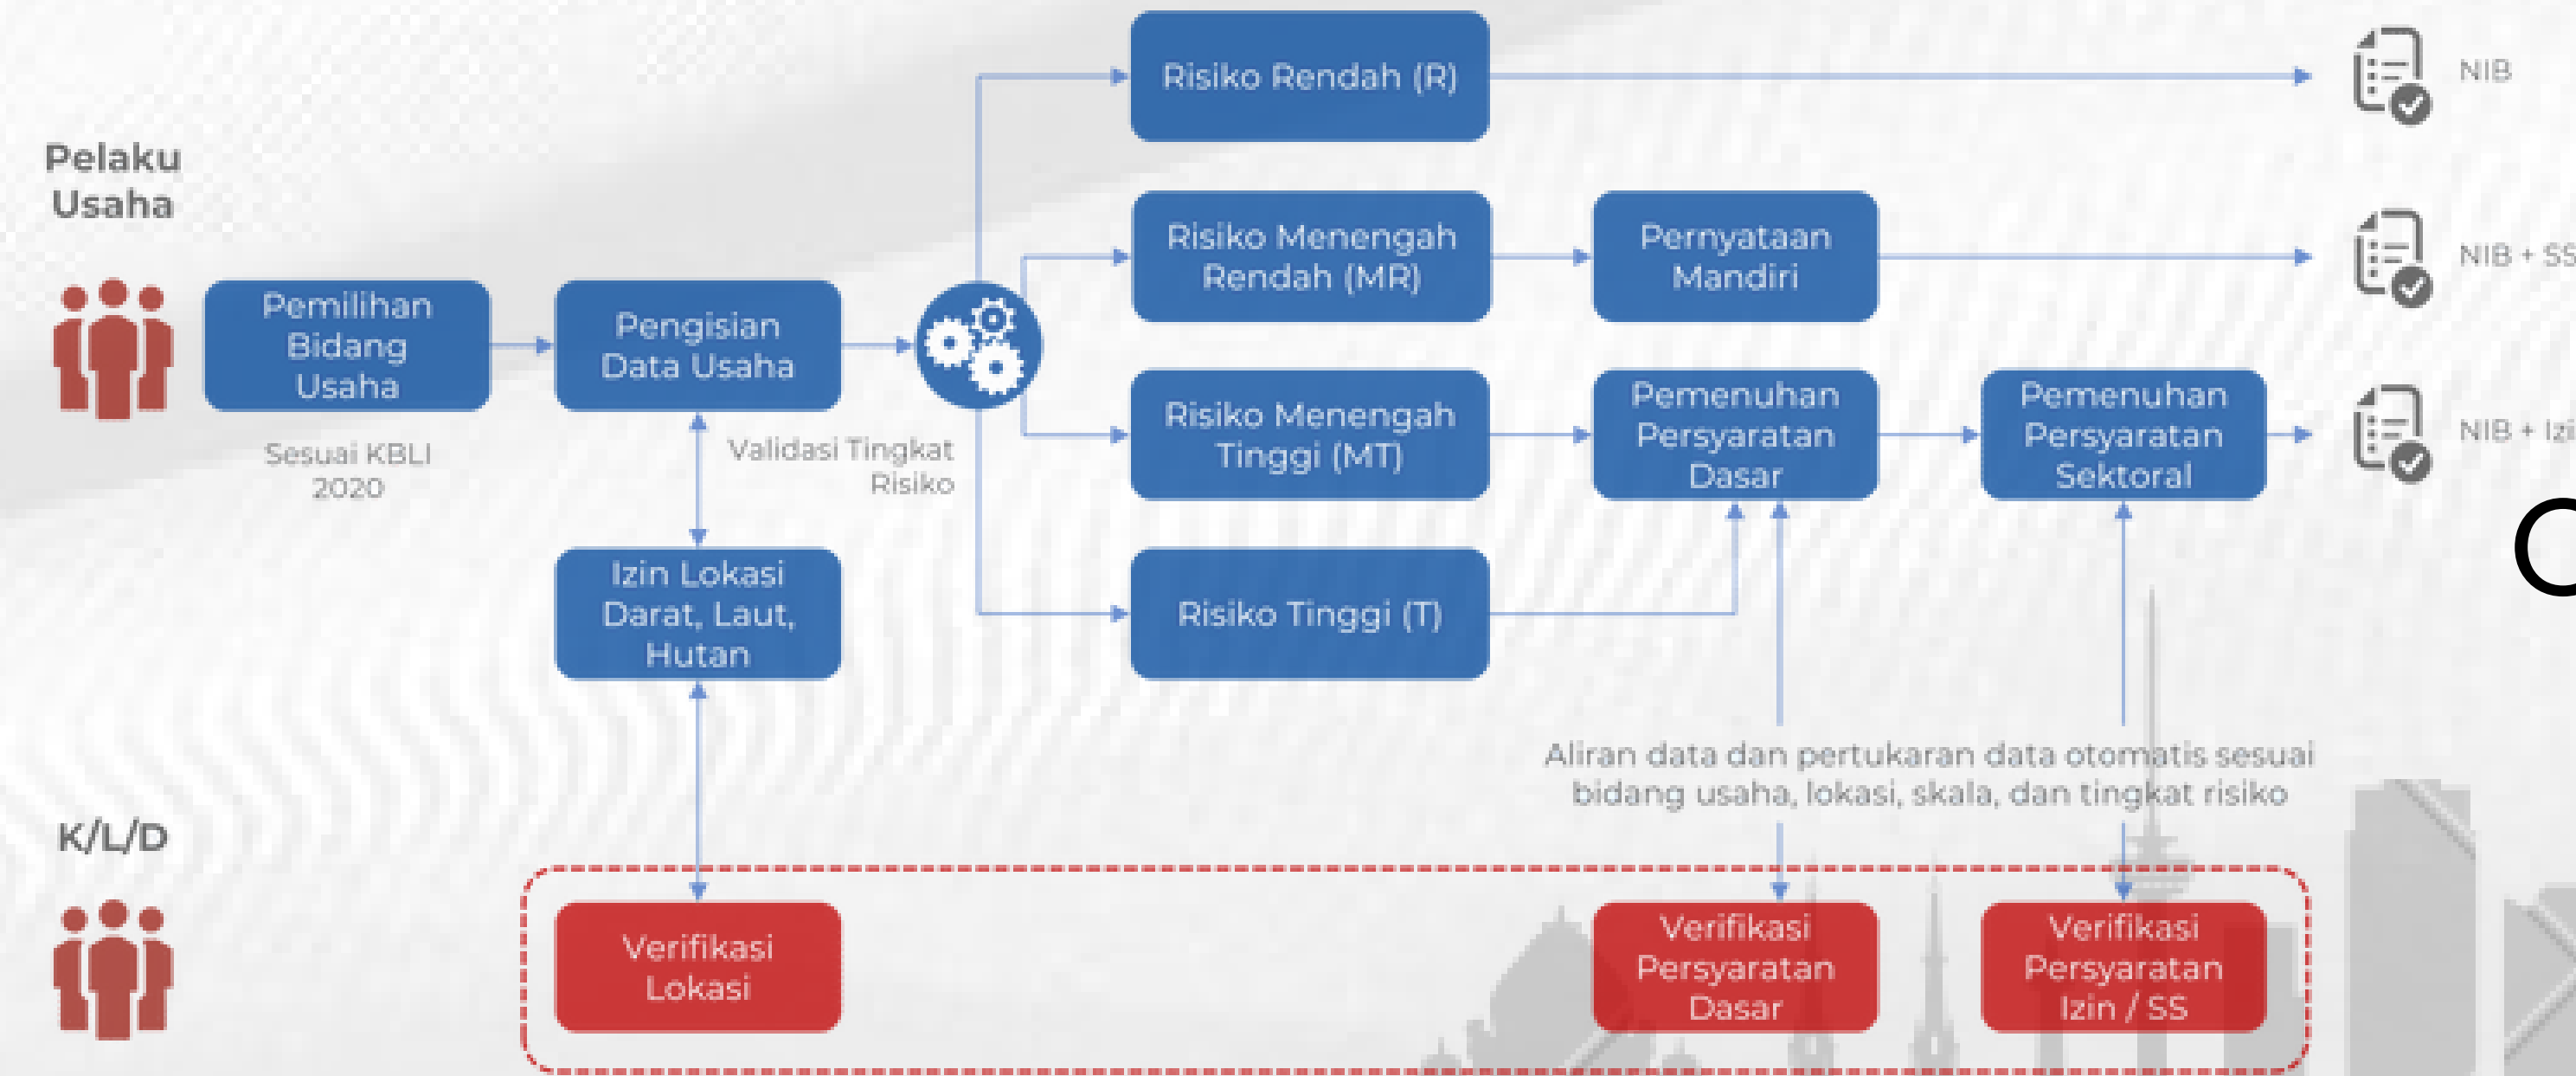 Pelaku
Usaha
Pemilihan
Bidang
Usaha
Sesuai KBLI
2020
Pengisian
Data Usaha
Validasi Tingkat
Risiko
Izin Lokasi
Darat, Laut,
Hutan
Risiko Rendah (R)
NIB
Risiko Menengah
Rendah (MR)
Pernyataan
Mandiri
NIB + SS
Risiko Menengah
Tinggi (MT)
Pemenuhan
Persyaratan
Dasar
Pemenuhan
Persyaratan
Sektoral
NIB +
Risiko Tinggi (T)
Aliran data dan pertukaran data otomatis sesuai
bidang usaha, lokasi, skala, dan tingkat risiko
K/L/D
Verifikasi
Lokasi
Verifikasi
Persyaratan
Dasar
Verifikasi
Persyaratan
Izin / SS